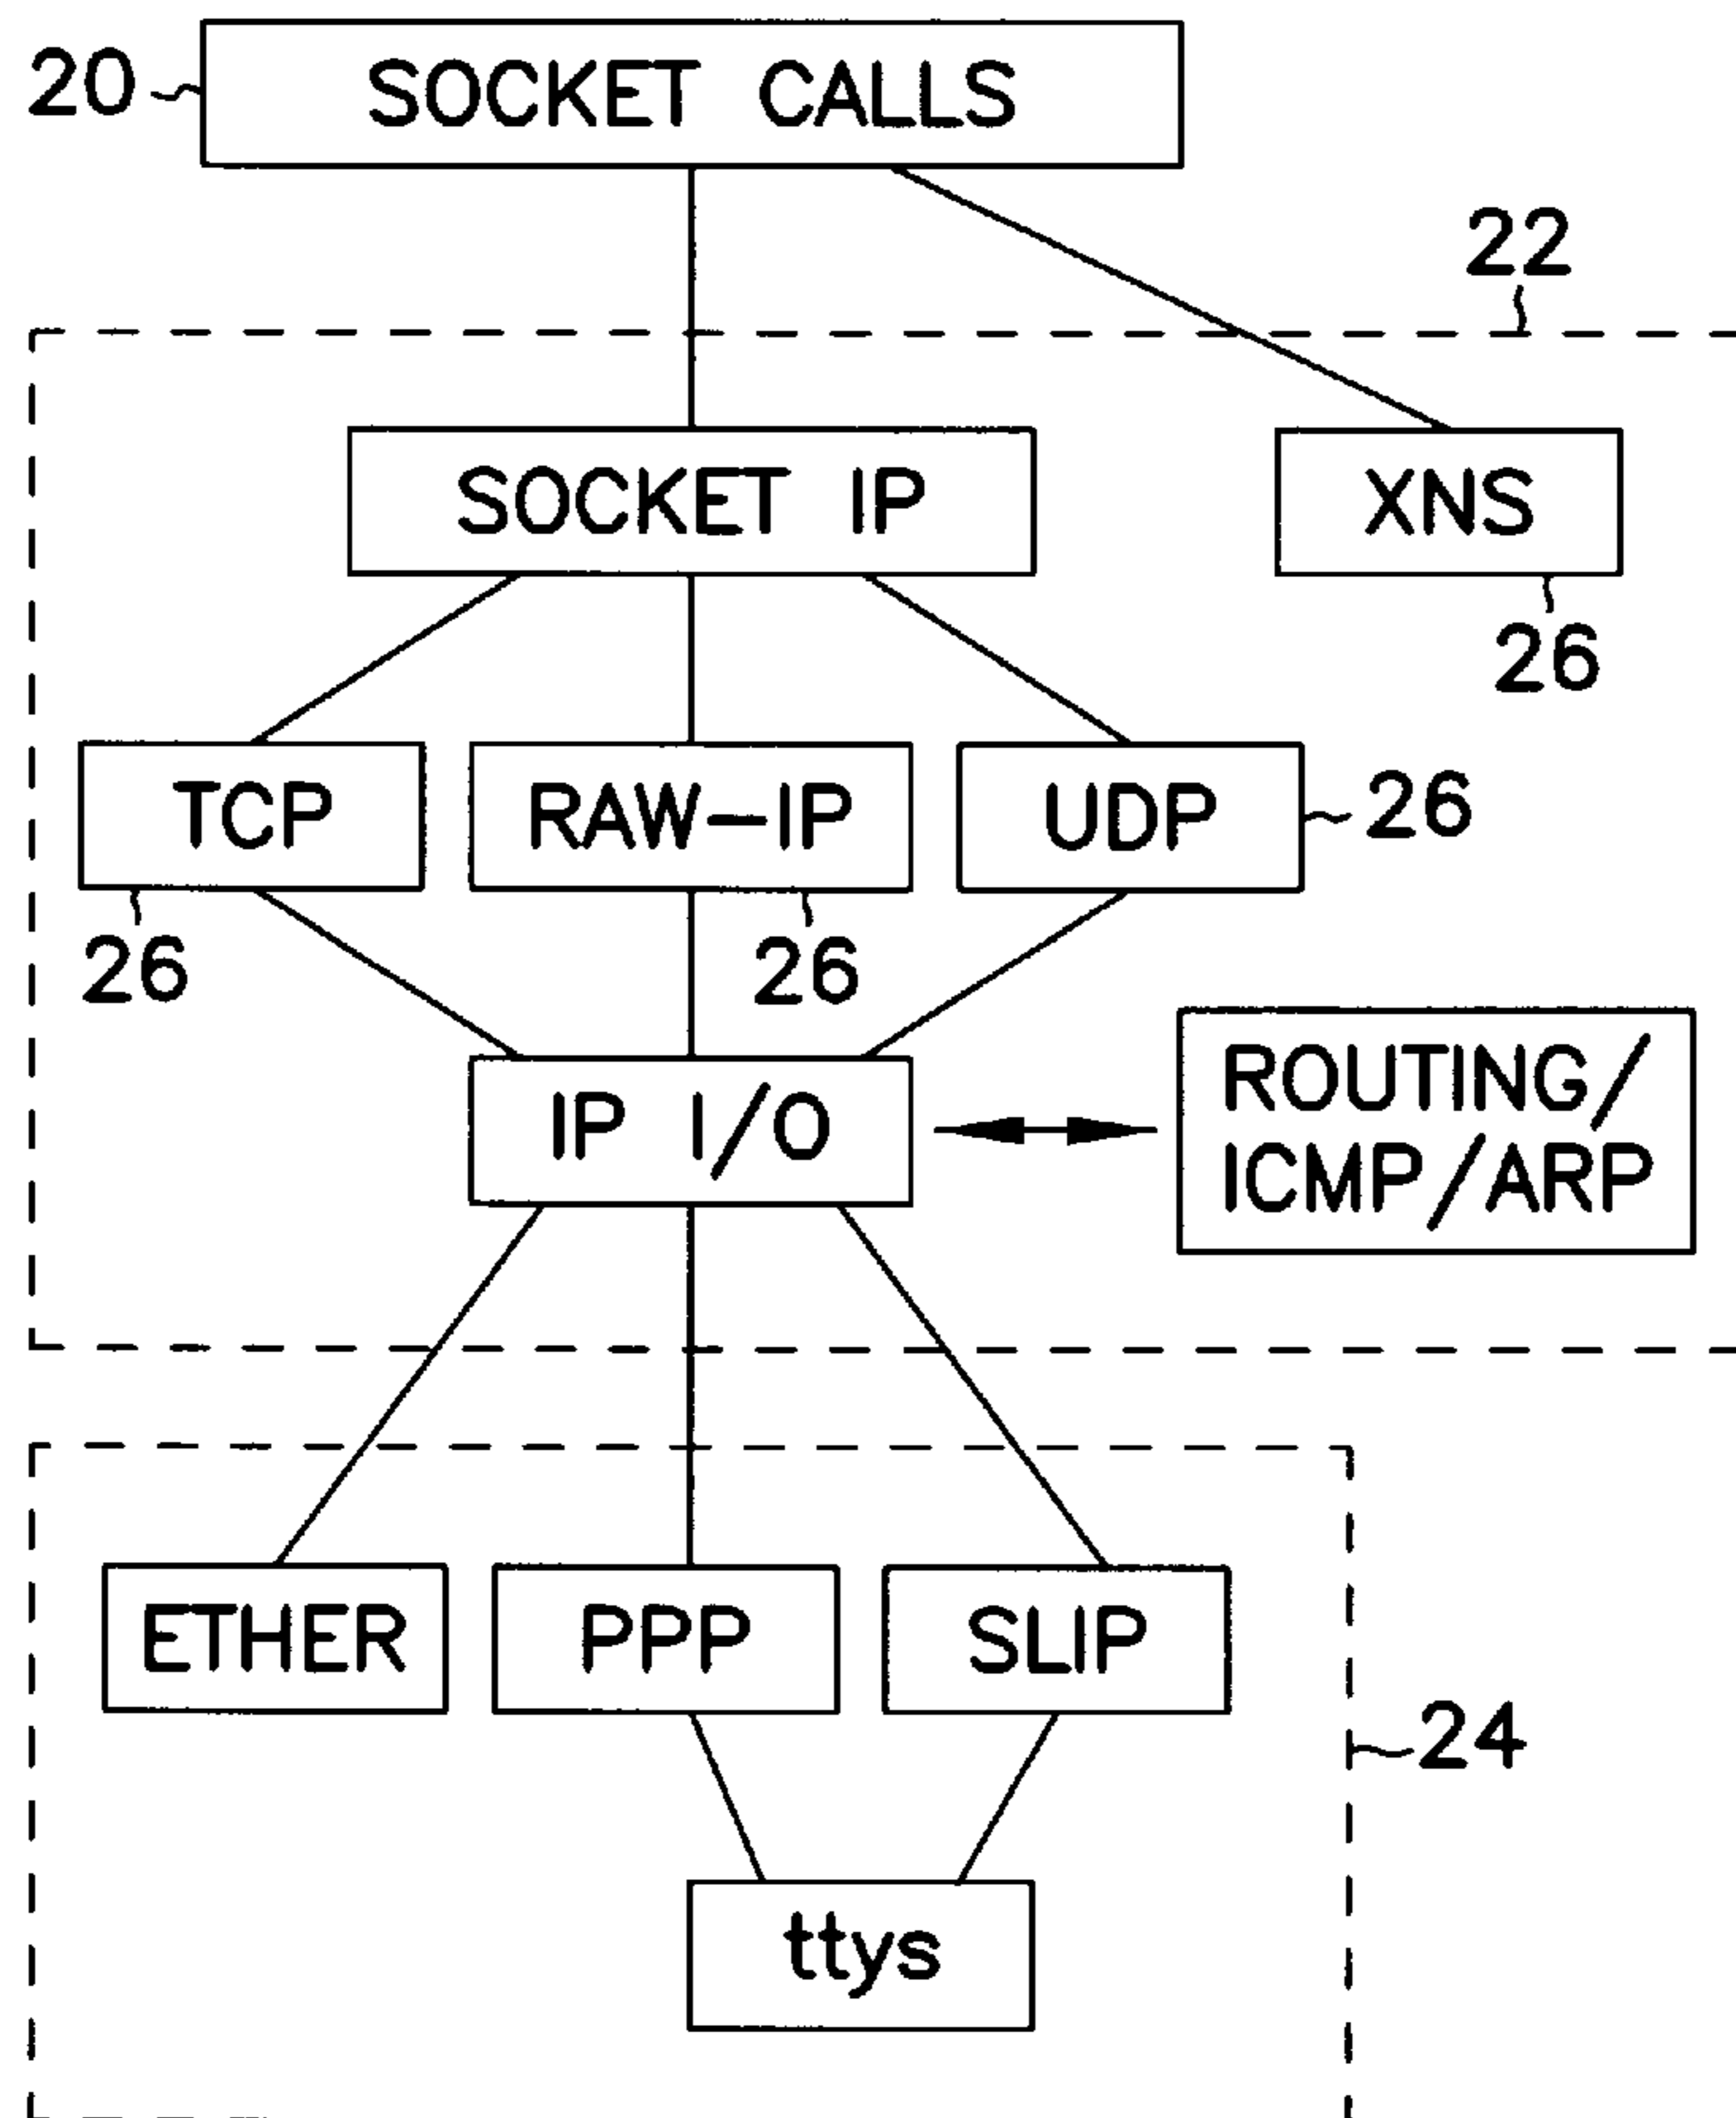 20
SOCKET CALLS
22
SOCKET IP
XNS
26
TCP
RAW-IP
UDP
26
26
26
IP I/O
ROUTING/
ICMP/ARP
ETHER
PPP
SLIP
24
ttys